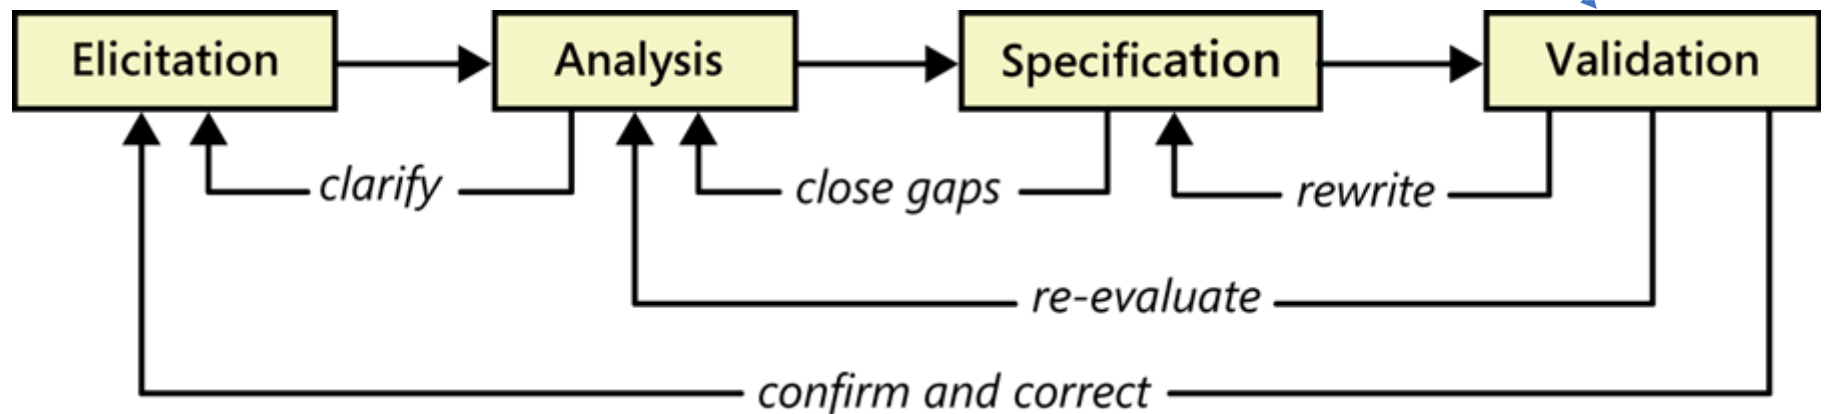 Elicitation
Analysis
Specification
Validation
clarify
close gaps
rewrite
re-evaluate
confirm and correct